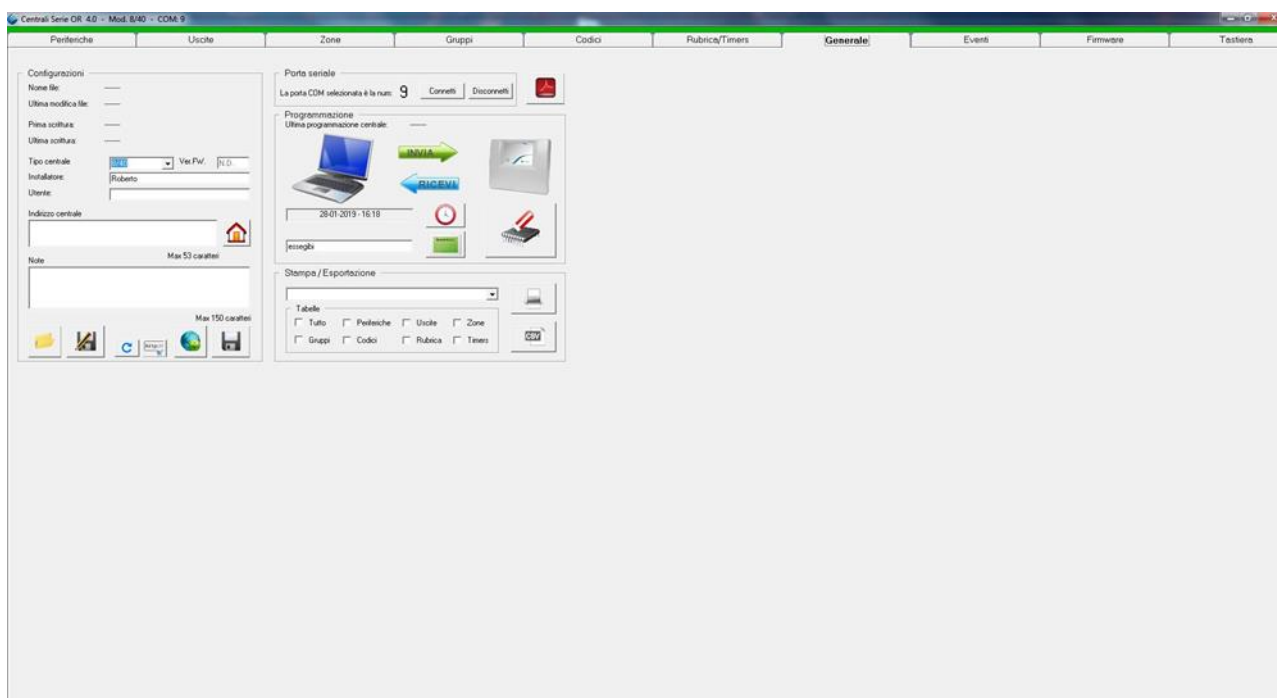 Centrali Serie OR 4.0 - Mod. 8/40 - COM: 9
Periferiche Uscite Zone Gruppi Codici Rubrica/Timers Generale Eventi Firmware Tastiera
Configurazioni
Nome file: -----
Ultima modifica file: -----
Prima scrittura: -----
Ultima scrittura: -----
Tipo centrale 8/40 Ver.FW. N.D.
Installatore: Roberto
Utente:
Indirizzo centrale
Max 53 caratteri
Note
Max 150 caratteri
http://
Porta seriale
La porta COM selezionata è la num: 9 Connetti Disconnetti
Programmazione
Ultima programmazione centrale: -----
INVIA
RICEVI
28-01-2019 - 16:18
essegibi
Stampa / Esportazione
Tabelle
Tutto Periferiche Uscite Zone
Gruppi Codici Rubrica Timers
CSV